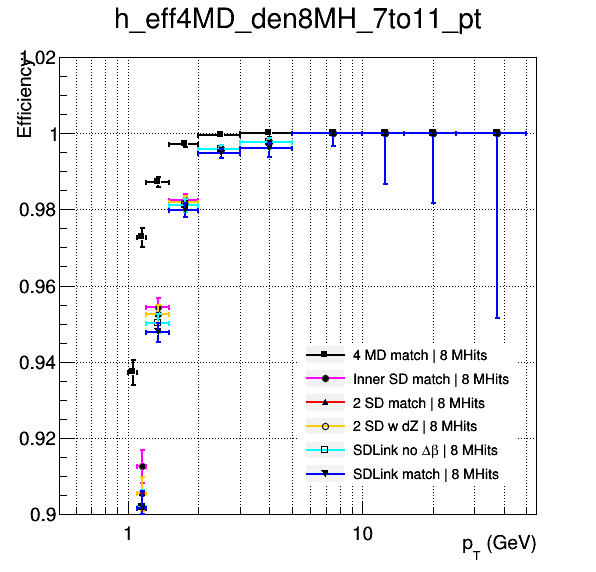 h_eff4MD_den8MH_7to11_pt
Efficiency
1.02
1
0.98
0.96
0.94
0.92
0.9
4 MD match | 8 MHits
Inner SD match | 8 MHits
2 SD match | 8 MHits
2 SD w dZ | 8 MHits
SDLink no Δβ | 8 MHits
SDLink match | 8 MHits
1
10
p_T (GeV)